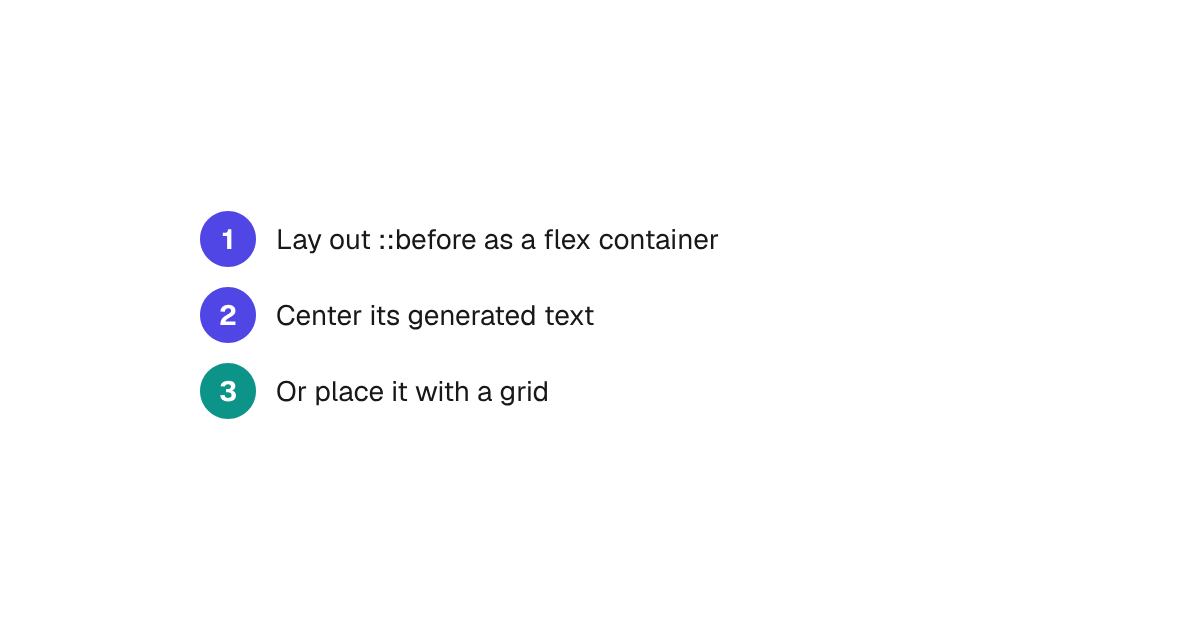 1 Lay out ::before as a flex container
2 Center its generated text
3 Or place it with a grid